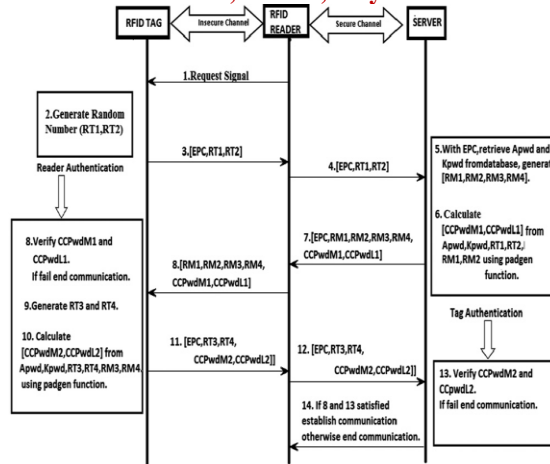 RFID TAG
Insecure Channel
RFID
READER
Secure Channel
SERVER
1.Request Signal
2.Generate Random
Number (RT1,RT2)
3.[EPC,RT1,RT2]
4.[EPC,RT1,RT2]
Reader Authentication
5.With EPC,retrieve Apwd and
Kpwd fromdatabase, generat
[RM1,RM2,RM3,RM4].
6. Calculate
[CCPwdM1,CCPwdL1] from
Apwd,Kpwd,RT1,RT2,
RM1,RM2 using padgen
function.
7.[EPC,RM1,RM2,RM3,RM4,
CCPwdM1,CCPwdL1]
8.[RM1,RM2,RM3,RM4,
CCPwdM1,CCPwdL1]
8.Verify CCPwdM1 and
CCPwdL1.
If fail end communication.
9.Generate RT3 and RT4.
10. Calculate
[CCPwdM2,CCPwdL2] from
Apwd,Kpwd,RT3,RT4,RM3,RM4.
using padgen function.
Tag Authentication
11. [EPC,RT3,RT4,
CCPwdM2,CCPwdL2]]
12. [EPC,RT3,RT4,
CCPwdM2,CCPwdL2]]
13. Verify CCPwdM2 and
CCpwdL2.
If fail end communication.
14. If 8 and 13 satisfied
establish communication
otherwise end communication.